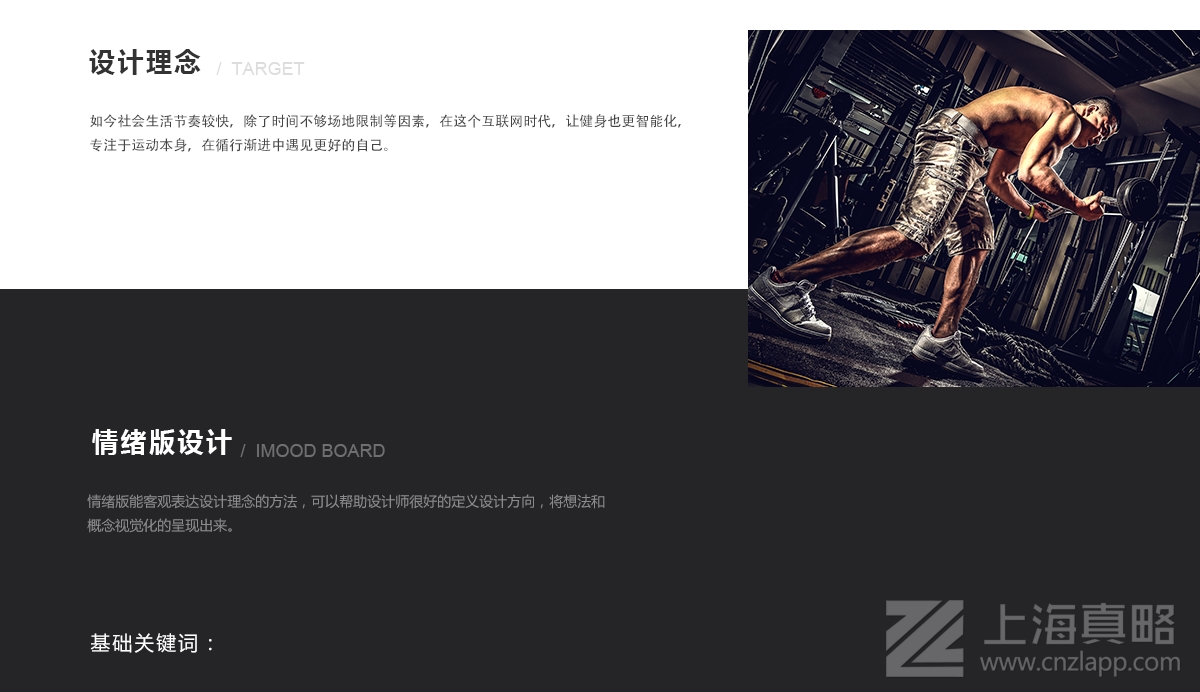 设计理念 / TARGET
如今社会生活节奏较快，除了时间不够场地限制等因素，在这个互联网时代，让健身也更智能化，
专注于运动本身，在循行渐进中遇见更好的自己。
情绪版设计 / IMOOD BOARD
情绪版能客观表达设计理念的方法，可以帮助设计师很好的定义设计方向，将想法和
概念视觉化的呈现出来。
基础关键词：
上海真略
www.cnzlapp.com